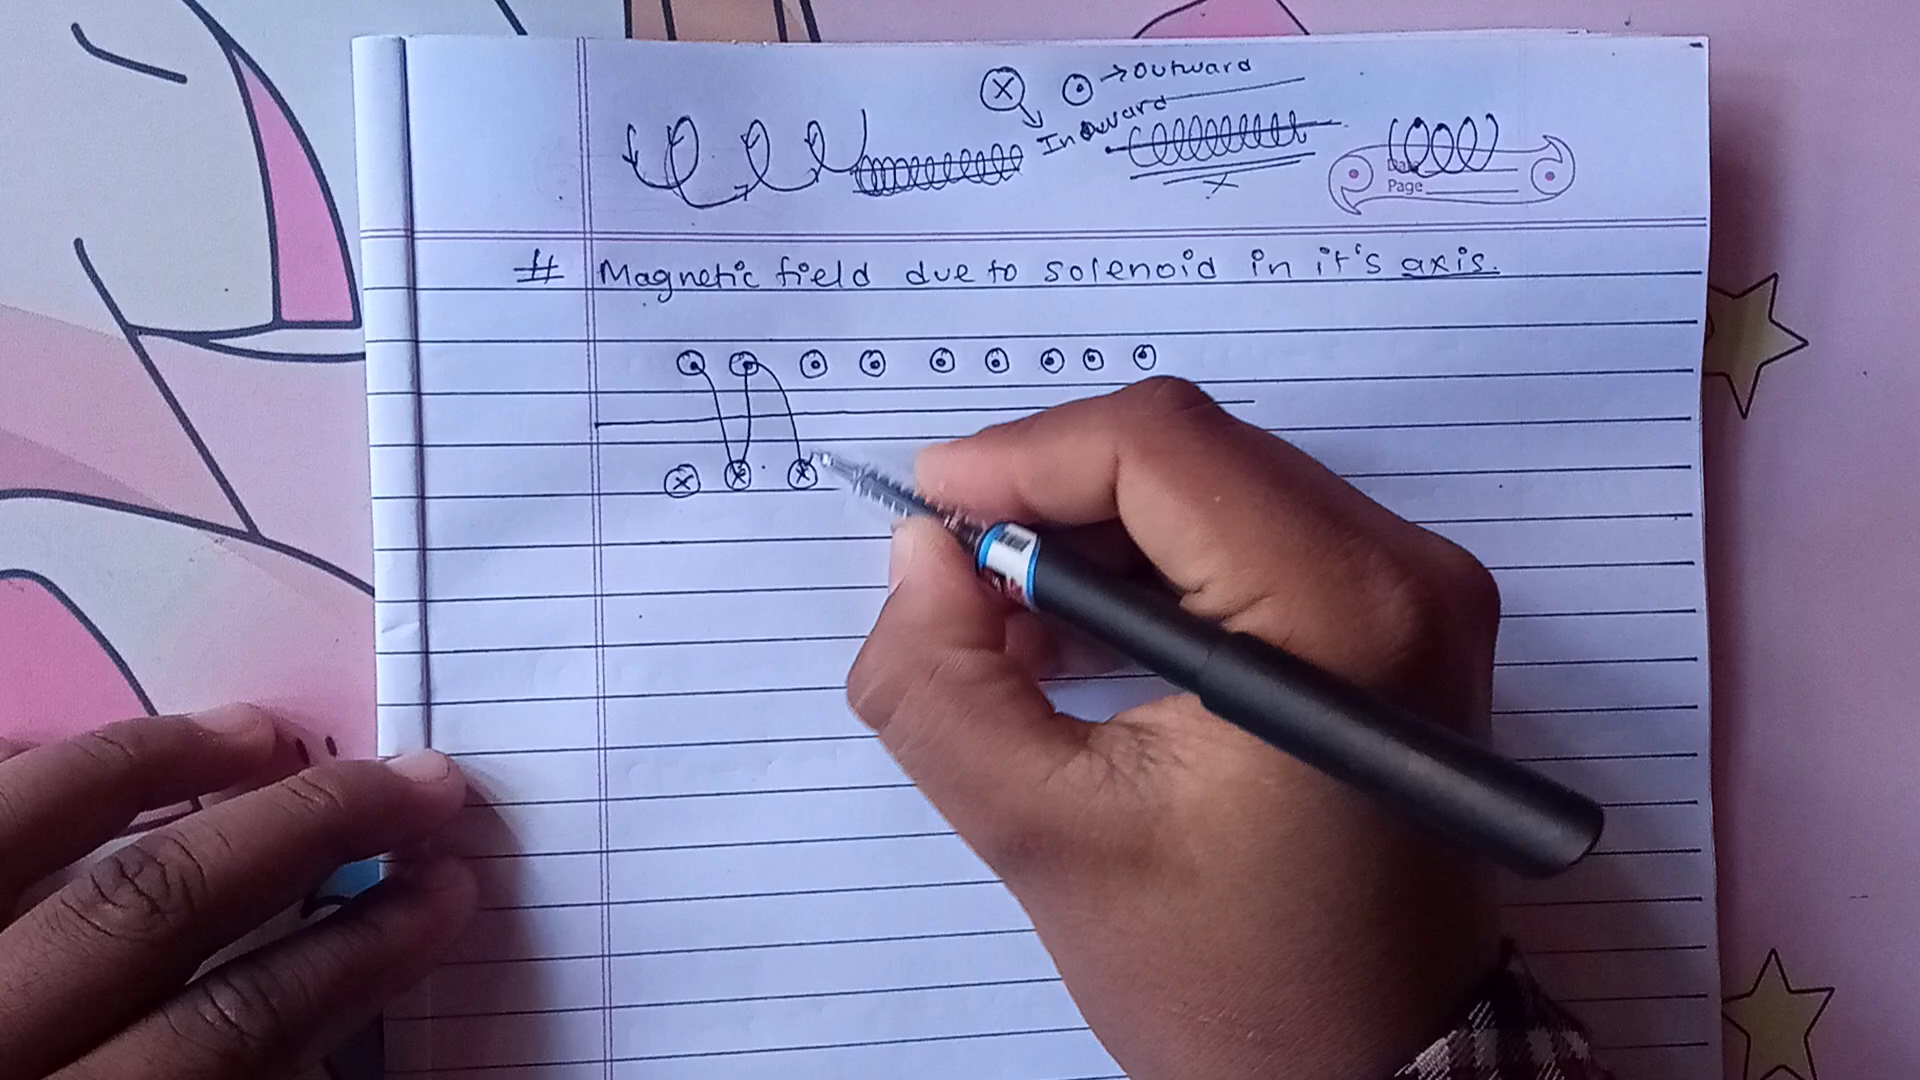 → outward
Inward
Date
Page
# Magnetic field due to solenoid in it's axis.